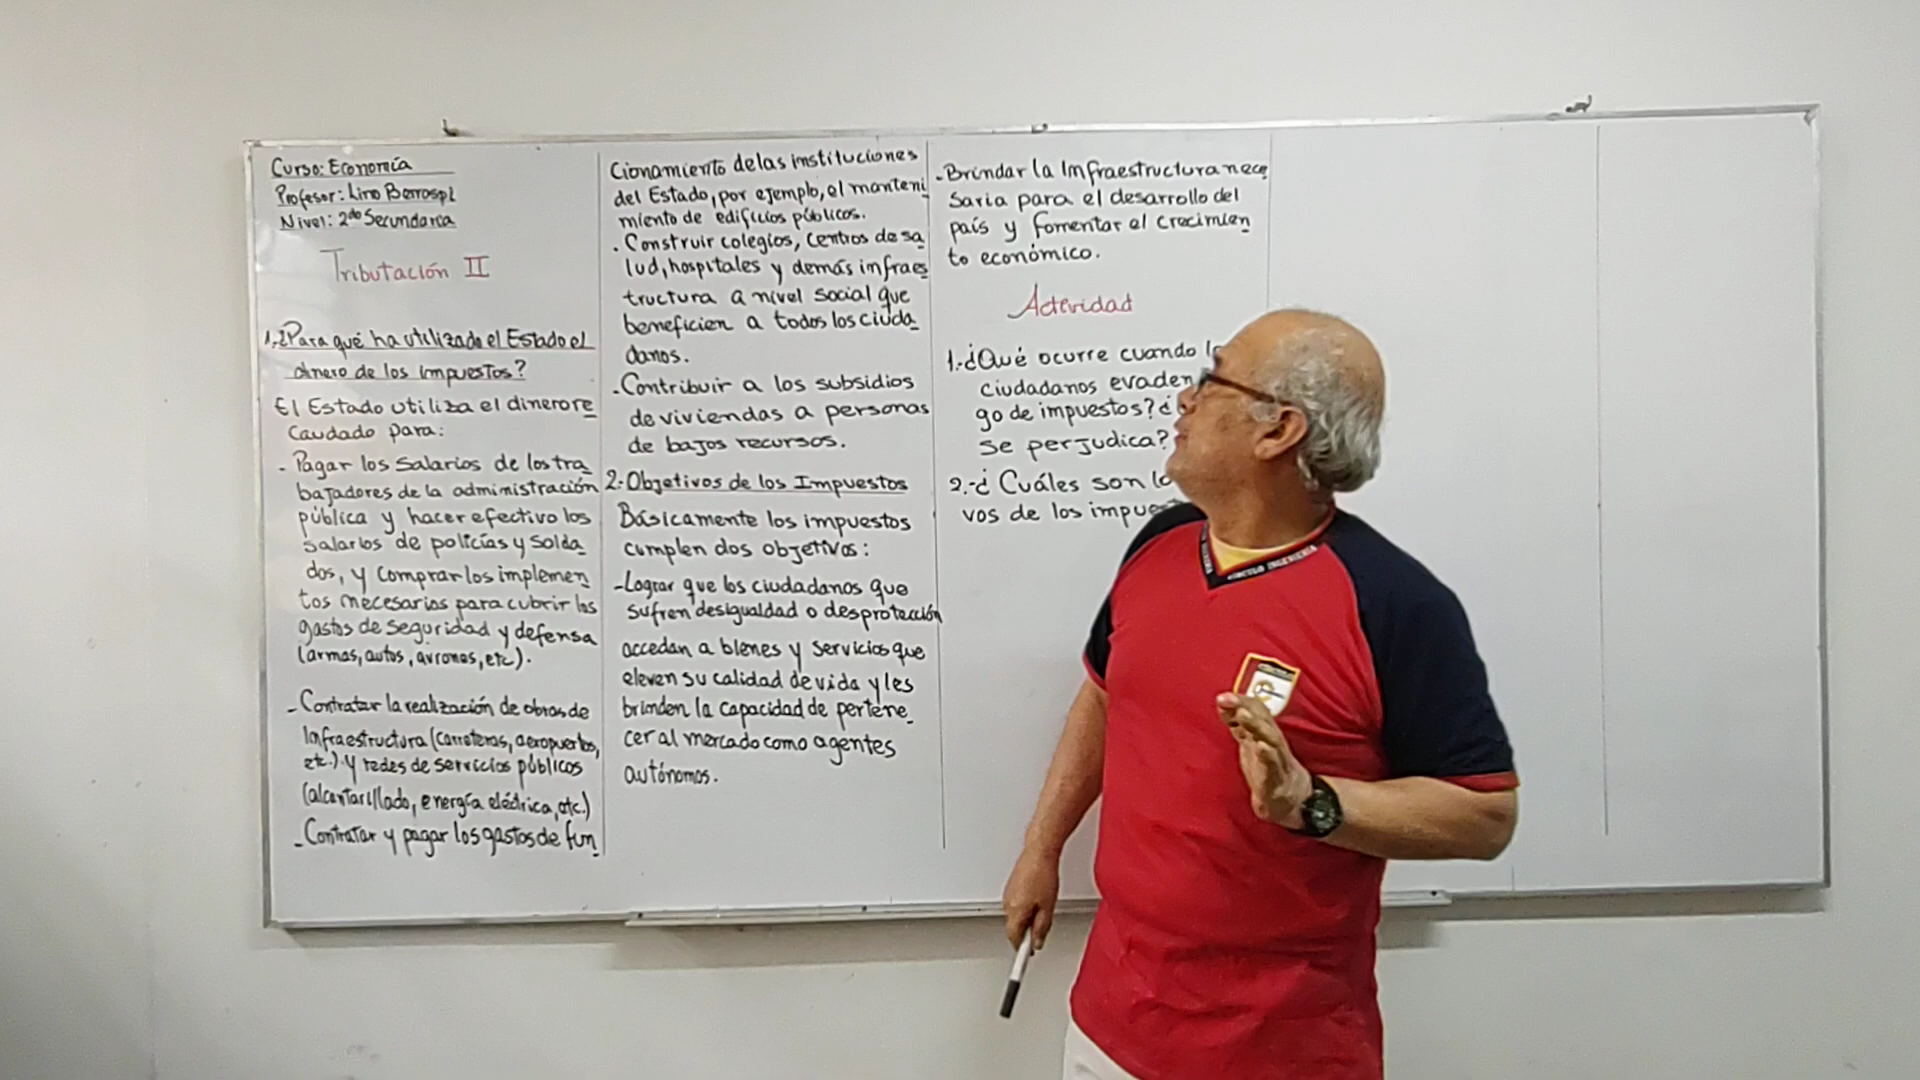 Curso: Economía
Profesor: Lino Berrospi
Nivel: 2do Secundaria
Tributación II
1.¿Para qué ha utilizado el Estado el
dinero de los impuestos?
El Estado utiliza el dinero re
caudado para:
- Pagar los salarios de los tra
bajadores de la administración
pública y hacer efectivo los
salarios de policías y solda
dos, y comprar los implemen
tos necesarios para cubrir los
gastos de seguridad y defensa
(armas, autos, avrones, etc).
- Contratar la realización de obras de
Infraestructura (carreteras, aeropuertos,
etc.) y redes de servicios públicos
(alcantarillado, energía eléctrica, etc.)
- Contratar y pagar los gastos de fun
cionamiento de las instituciones
del Estado, por ejemplo, el manteni
miento de edificios públicos.
. Construir colegios, centros de sa
lud, hospitales y demás infraes
tructura a nivel social que
beneficien a todos los ciuda
danos.
- Contribuir a los subsidios
de viviendas a personas
de bajos recursos.
2.Objetivos de los Impuestos
Básicamente los impuestos
cumplen dos objetivos:
-Lograr que los ciudadanos que
sufren desigualdad o desprotección
accedan a bienes y servicios que
eleven su calidad de vida y les
brinden la capacidad de pertene
cer al mercado como agentes
autónomos.
-Brindar la Infraestructura nece
saria para el desarrollo del
país y fomentar el crecimien
to económico.
Actividad
1.¿Qué ocurre cuando
ciudadanos evaden
go de impuestos? ¿
se perjudica?
2.-¿Cuáles son
vos de los
CÍRCULO INGENIERÍA